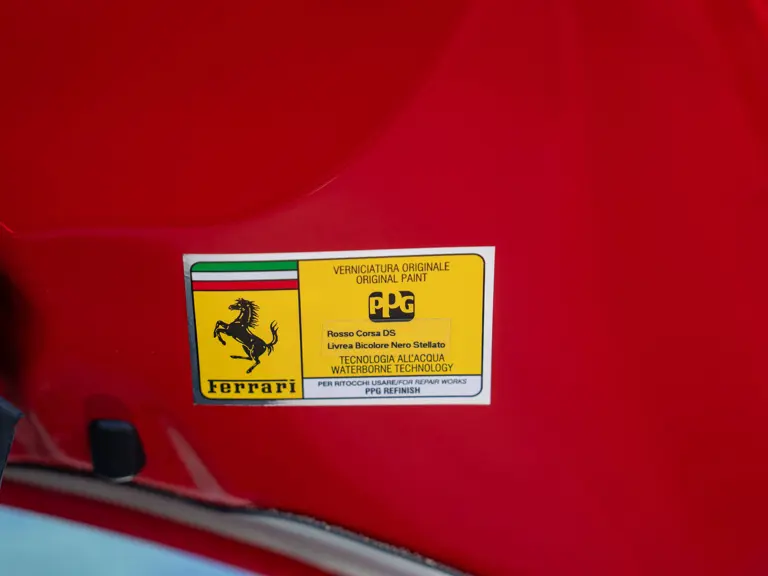 Ferrari
VERNICIATURA ORIGINALE
ORIGINAL PAINT
PPG
Rosso Corsa DS
Livrea Bicolore Nero Stellato
TECNOLOGIA ALL'ACQUA
WATERBORNE TECHNOLOGY
PER RITOCCHI USARE/FOR REPAIR WORKS
PPG REFINISH